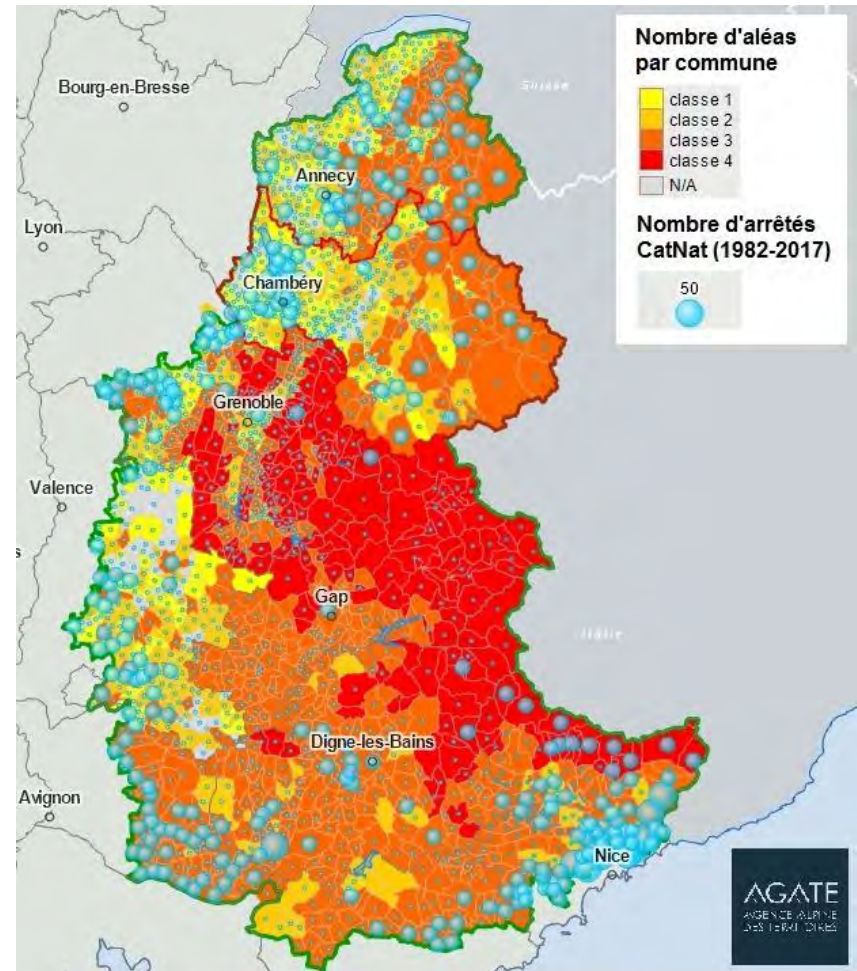 Nombre d'aléas
par commune
classe 1
classe 2
classe 3
classe 4
N/A
Nombre d'arrêtés
CatNat (1982-2017)
50
Bourg-en-Bresse
Suisse
Annecy
Lyon
Chambéry
Grenoble
Valence
s
Gap
Italie
Digne-les-Bains
Avignon
Nice
AGATE
AGENCE ALPINE
DES TERRITOIRES